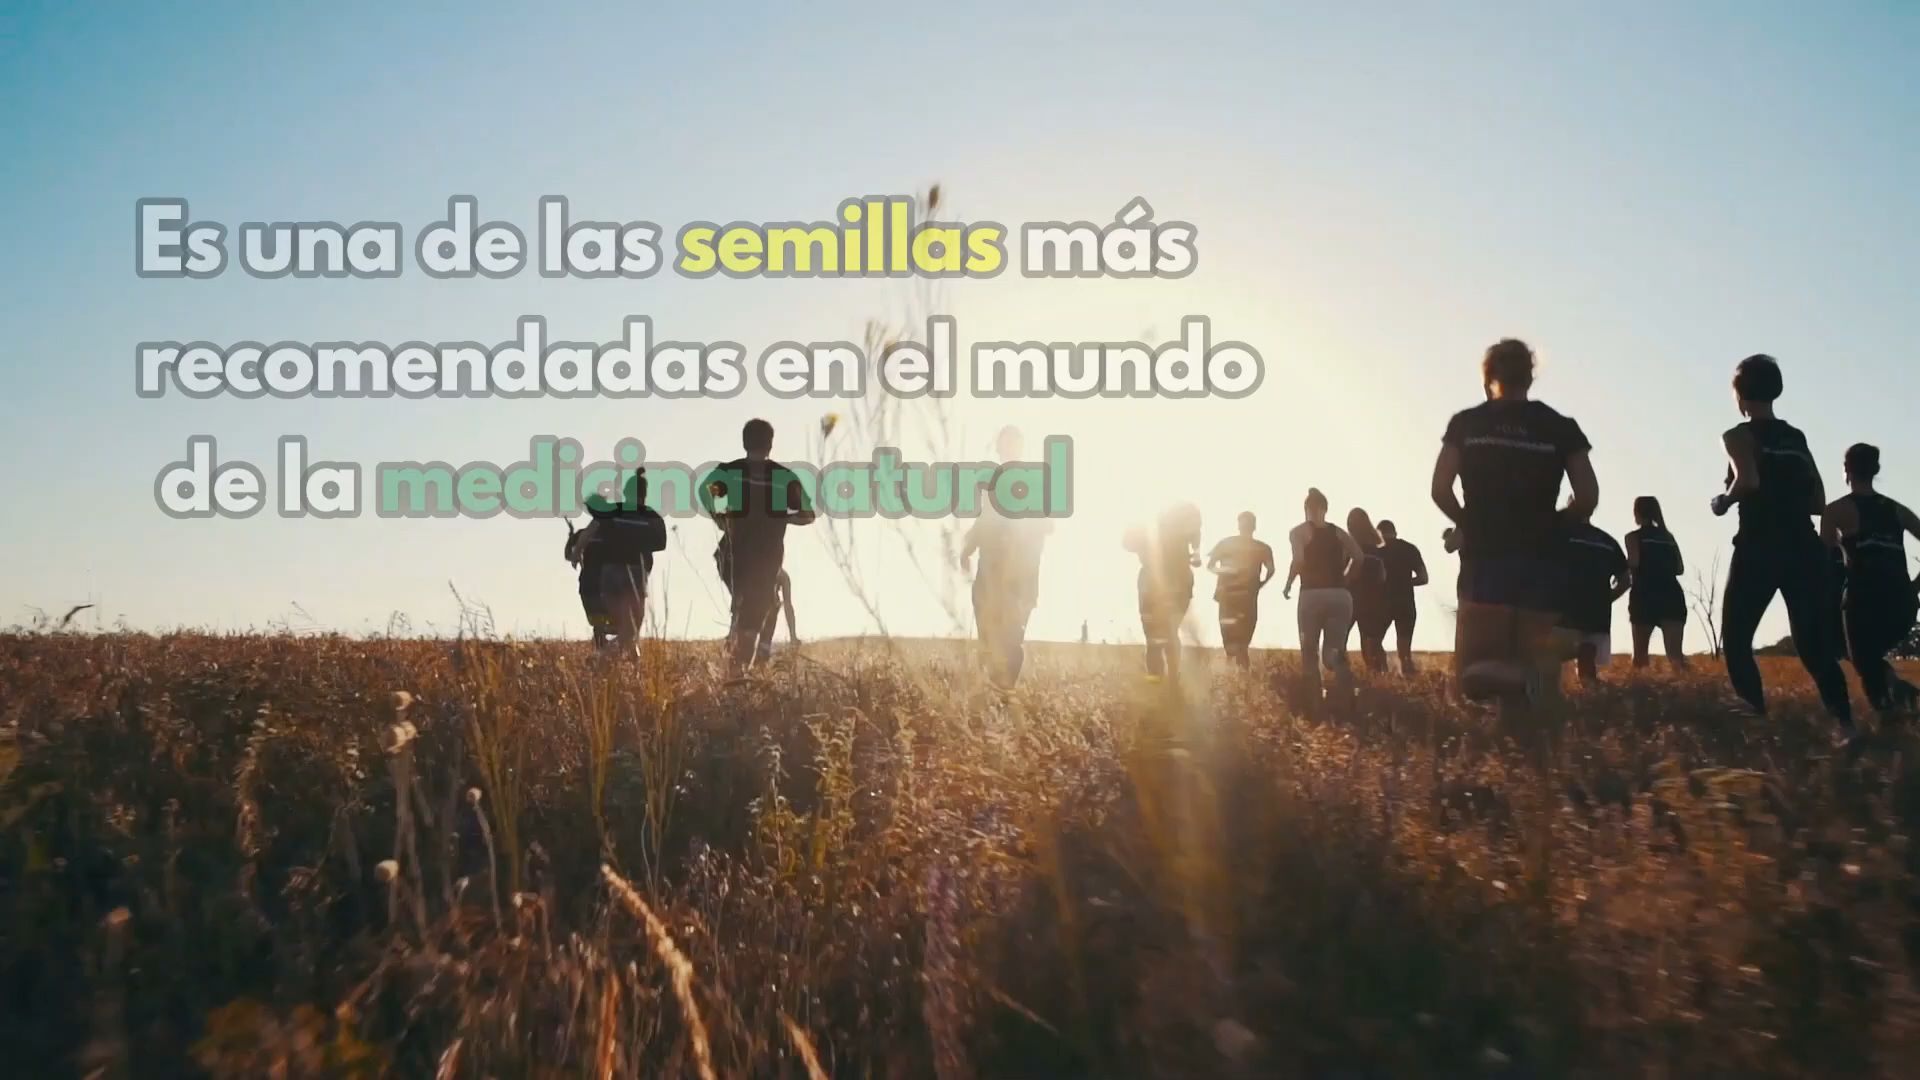 Es una de las semillas más
recomendadas en el mundo
de la medicina natural